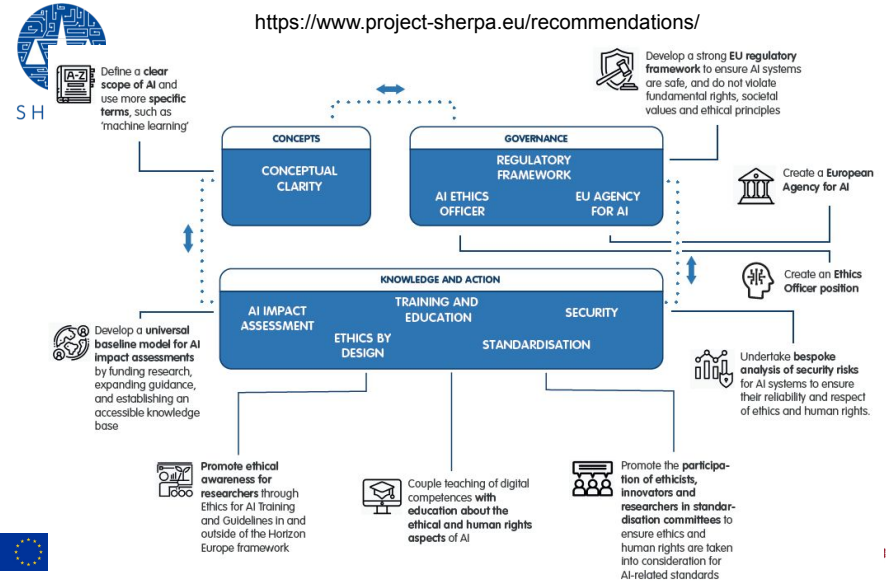 https://www.project-sherpa.eu/recommendations/
SH
A-Z
Define a clear
scope of AI and
use more specific
terms, such as
'machine learning'
Develop a strong EU regulatory
framework to ensure AI systems
are safe, and do not violate
fundamental rights, societal
values and ethical principles
CONCEPTS
CONCEPTUAL
CLARITY
GOVERNANCE
REGULATORY
FRAMEWORK
AI ETHICS
OFFICER
EU AGENCY
FOR AI
Create a European
Agency for AI
Create an Ethics
Officer position
KNOWLEDGE AND ACTION
AI IMPACT
ASSESSMENT
TRAINING AND
EDUCATION
SECURITY
ETHICS BY
DESIGN
STANDARDISATION
Develop a universal
baseline model for AI
impact assessments
by funding research,
expanding guidance,
and establishing an
accessible knowledge
base
Undertake bespoke
analysis of security risks
for AI systems to ensure
their reliability and respect
of ethics and human rights.
Promote ethical
awareness for
researchers through
Ethics for AI Training
and Guidelines in and
outside of the Horizon
Europe framework
Couple teaching of digital
competences with
education about the
ethical and human rights
aspects of AI
Promote the participa-
tion of ethicists,
innovators and
researchers in standar-
disation committees to
ensure ethics and
human rights are taken
into consideration for
AI-related standards